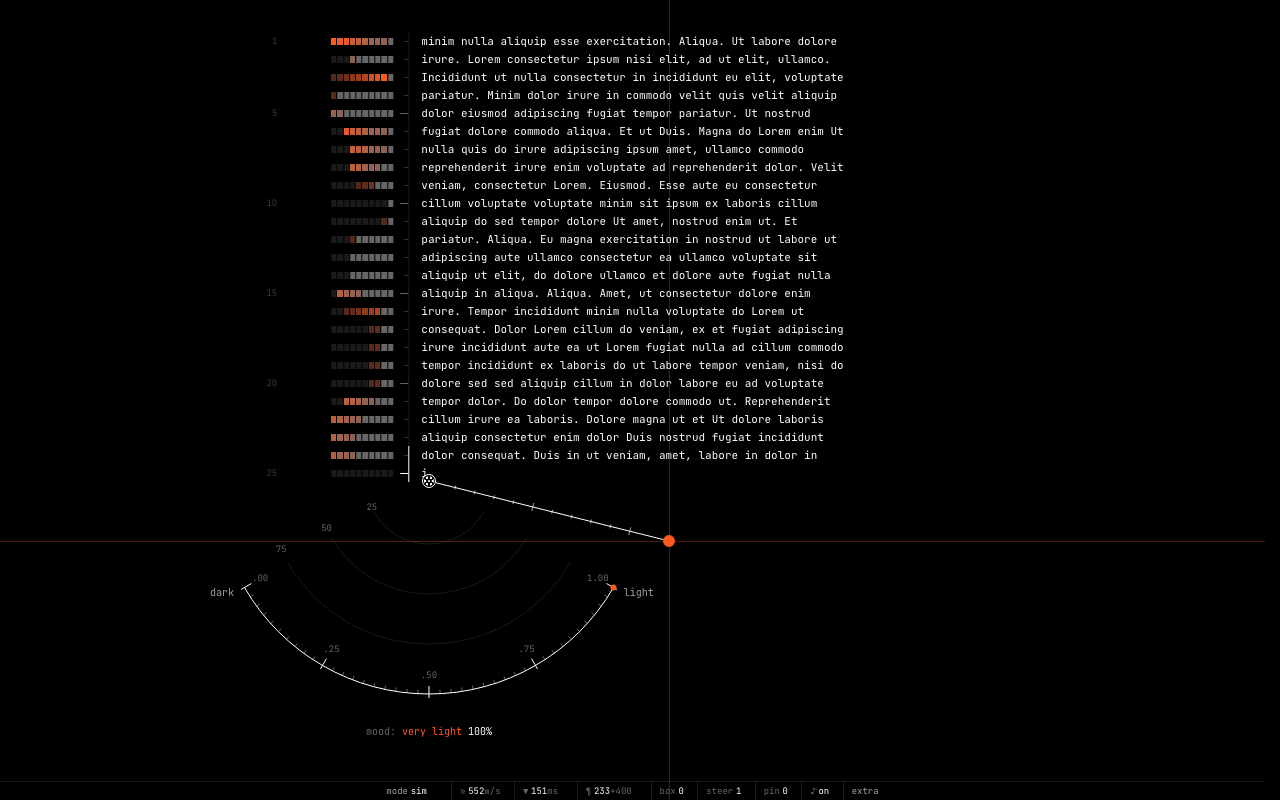 1 minim nulla aliquip esse exercitation. Aliqua. Ut labore dolore
irure. Lorem consectetur ipsum nisi elit, ad ut elit, ullamco.
Incididunt ut nulla consectetur in incididunt eu elit, voluptate
pariatur. Minim dolor irure in commodo velit quis velit aliquip
5 dolor eiusmod adipiscing fugiat tempor pariatur. Ut nostrud
fugiat dolore commodo aliqua. Et ut Duis. Magna do Lorem enim Ut
nulla quis do irure adipiscing ipsum amet, ullamco commodo
reprehenderit irure enim voluptate ad reprehenderit dolor. Velit
veniam, consectetur Lorem. Eiusmod. Esse aute eu consectetur
10 cillum voluptate voluptate minim sit ipsum ex laboris cillum
aliquip do sed tempor dolore Ut amet, nostrud enim ut. Et
pariatur. Aliqua. Eu magna exercitation in nostrud ut labore ut
adipiscing aute ullamco consectetur ea ullamco voluptate sit
aliquip ut elit, do dolore ullamco et dolore aute fugiat nulla
15 aliquip in aliqua. Aliqua. Amet, ut consectetur dolore enim
irure. Tempor incididunt minim nulla voluptate do Lorem ut
consequat. Dolor Lorem cillum do veniam, ex et fugiat adipiscing
irure incididunt aute ea ut Lorem fugiat nulla ad cillum commodo
tempor incididunt ex laboris do ut labore tempor veniam, nisi do
20 dolore sed sed aliquip cillum in dolor labore eu ad voluptate
tempor dolor. Do dolor tempor dolore commodo ut. Reprehenderit
cillum irure ea laboris. Dolore magna ut et Ut dolore laboris
aliquip consectetur enim dolor Duis nostrud fugiat incididunt
dolor consequat. Duis in ut veniam, amet, labore in dolor in
25 i
25
50
75
.00 1.00
dark light
.25 .75
.50
mood: very light 100%
mode sim » 552w/s ▼ 151ms ¶ 233+400 box 0 steer 1 pin 0 ♪ on extra